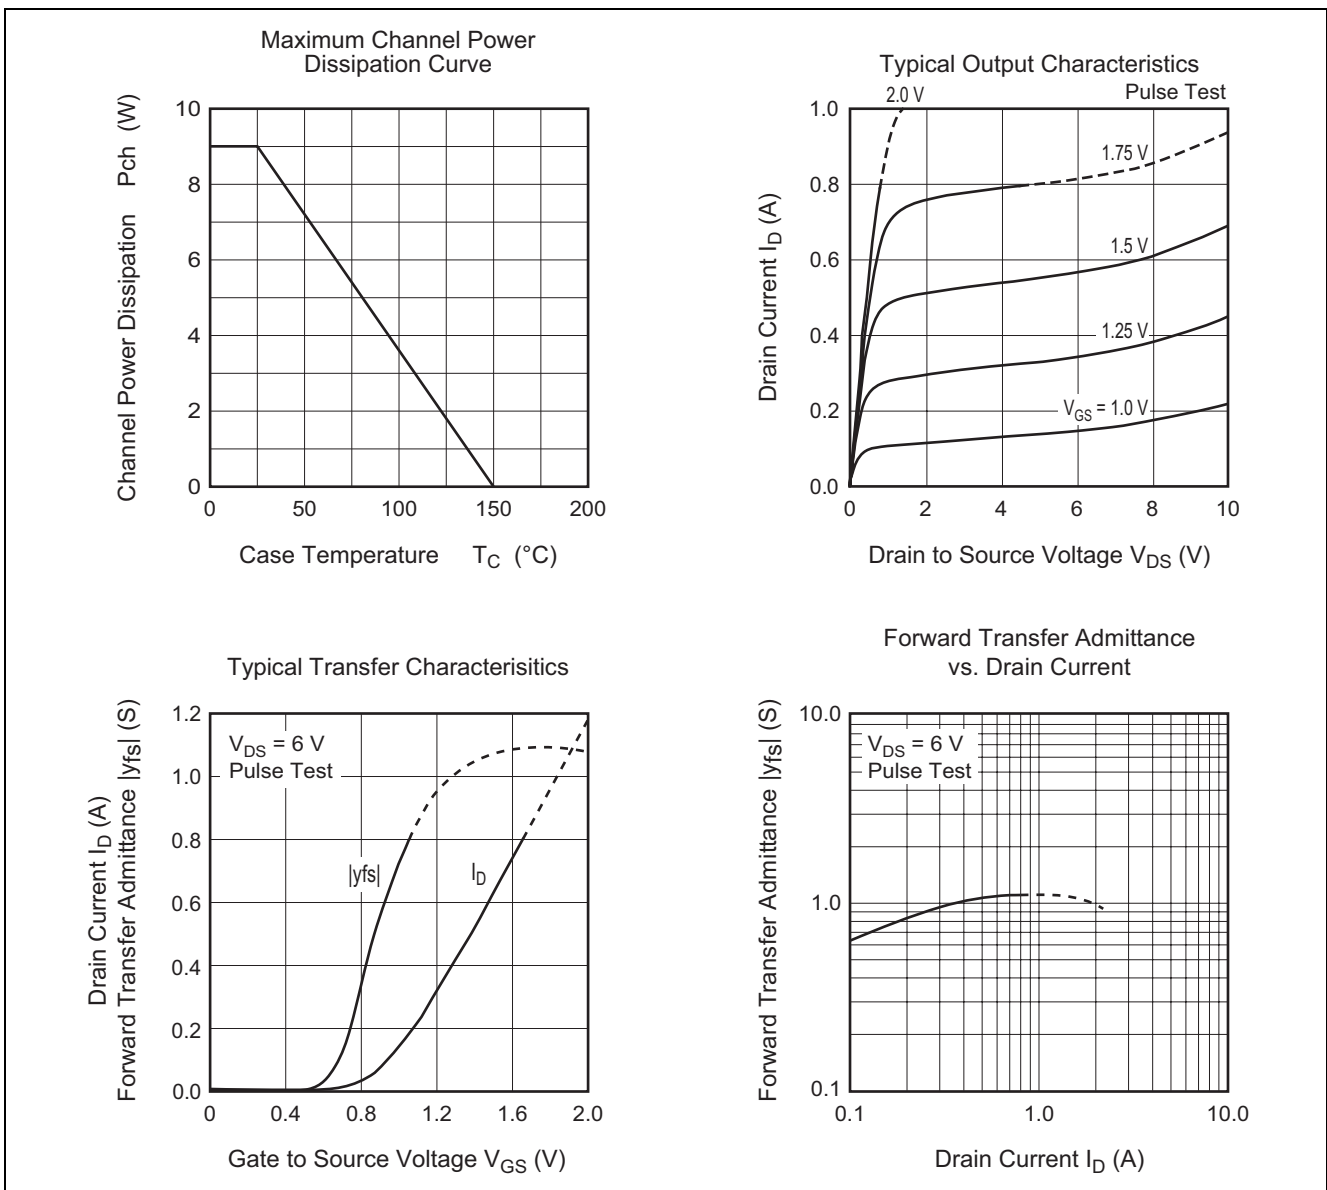 Maximum Channel Power
Dissipation Curve
Channel Power Dissipation Pch (W)
10
8
6
4
2
0
0 50 100 150 200
Case Temperature TC (°C)
Typical Output Characteristics
Pulse Test
2.0 V
1.75 V
1.5 V
1.25 V
VGS = 1.0 V
Drain Current ID (A)
1.0
0.8
0.6
0.4
0.2
0.0
0 2 4 6 8 10
Drain to Source Voltage VDS (V)
Typical Transfer Characterisitics
VDS = 6 V
Pulse Test
|yfs|
ID
Drain Current ID (A)
Forward Transfer Admittance |yfs| (S)
1.2
1.0
0.8
0.6
0.4
0.2
0.0
0 0.4 0.8 1.2 1.6 2.0
Gate to Source Voltage VGS (V)
Forward Transfer Admittance
vs. Drain Current
VDS = 6 V
Pulse Test
Forward Transfer Admittance |yfs| (S)
10.0
1.0
0.1
0.1 1.0 10.0
Drain Current ID (A)